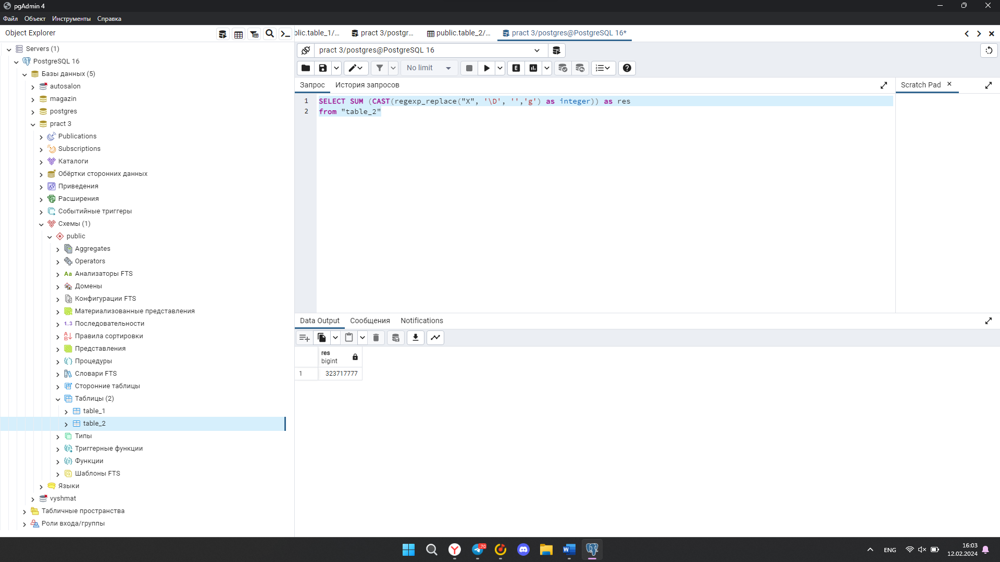 pgAdmin 4
Файл Объект Инструменты Справка
Object Explorer
Servers (1)
PostgreSQL 16
Базы данных (5)
autosalon
magazin
postgres
pract 3
Publications
Subscriptions
Каталоги
Обёртки сторонних данных
Приведения
Расширения
Событийные триггеры
Схемы (1)
public
Aggregates
Operators
Aa Анализаторы FTS
Домены
Конфигурации FTS
Материализованные представления
1..3 Последовательности
Правила сортировки
Представления
Процедуры
Словари FTS
Сторонние таблицы
Таблицы (2)
table_1
table_2
Типы
Триггерные функции
Функции
Шаблоны FTS
Языки
vyshmat
Табличные пространства
Роли входа/группы
blic.table_1/... pract 3/postgr... public.table_2/... pract 3/postgres@PostgreSQL 16*
pract 3/postgres@PostgreSQL 16
No limit E
Запрос История запросов
Scratch Pad
1 SELECT SUM (CAST(regexp_replace("X", '\D', '','g') as integer)) as res
2 from "table_2"
Data Output Сообщения Notifications
res
bigint
1 323717777
70
ENG
16:03
12.02.2024